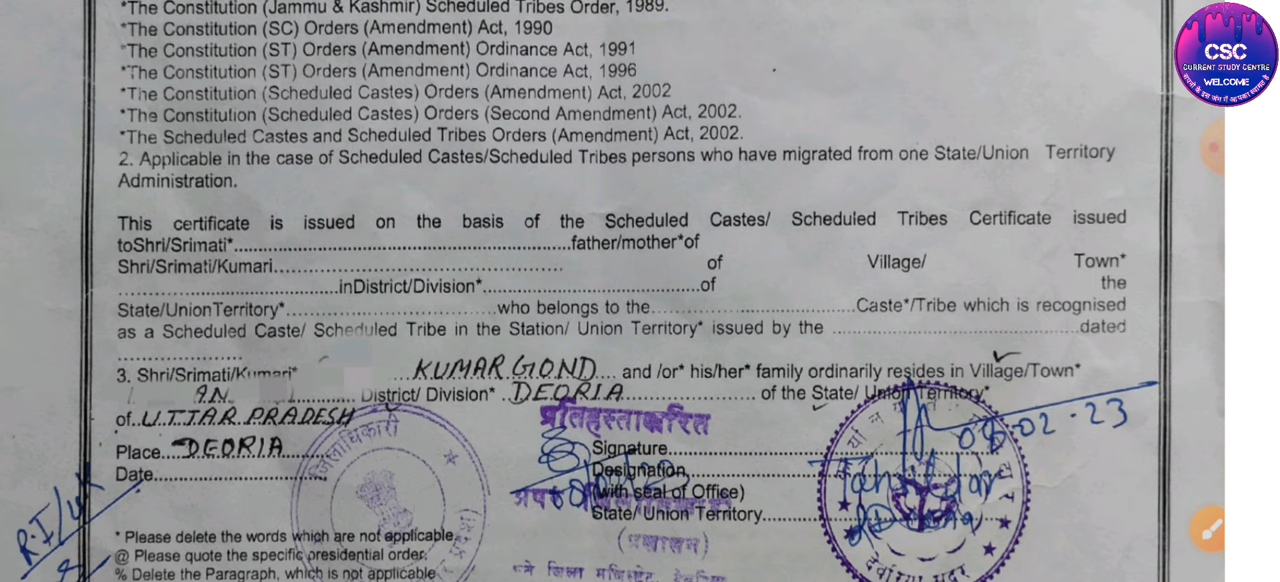 *The Constitution (Jammu & Kashmir) Scheduled Tribes Order, 1989.
*The Constitution (SC) Orders (Amendment) Act, 1990
*The Constitution (ST) Orders (Amendment) Ordinance Act, 1991
*The Constitution (ST) Orders (Amendment) Ordinance Act, 1996
*The Constitution (Scheduled Castes) Orders (Amendment) Act, 2002
*The Constitution (Scheduled Castes) Orders (Second Amendment) Act, 2002.
*The Scheduled Castes and Scheduled Tribes Orders (Amendment) Act, 2002.
2. Applicable in the case of Scheduled Castes/Scheduled Tribes persons who have migrated from one State/Union Territory
Administration.
This certificate is issued on the basis of the Scheduled Castes/ Scheduled Tribes Certificate issued
toShri/Srimati*..............................father/mother*of
Shri/Srimati/Kumari.............................. of Village/ Town*
..............................inDistrict/Division*..............................of the
State/UnionTerritory*..............................who belongs to the..............................Caste*/Tribe which is recognised
as a Scheduled Caste/ Scheduled Tribe in the Station/ Union Territory* issued by the ..............................dated
....................
3. Shri/Srimati/Kumari* ...KUMAR GOND.... and /or* his/her* family ordinarily resides in Village/Town*
District/ Division* ..DEORIA.................... of the State/ Union Territory*
of..UTTAR PRADESH
Place....DEORIA........
Date..............................
प्रतिहस्ताक्षरित
Signature....................
Designation....................
(with seal of Office)
State/ Union Territory....................
08-02-23
Tahsildar
जिलाधिकारी
(प्रशासन)
* Please delete the words which are not applicable.
@ Please quote the specific presidential order.
% Delete the Paragraph, which is not applicable
CSC
CURRENT STUDY CENTRE
WELCOME